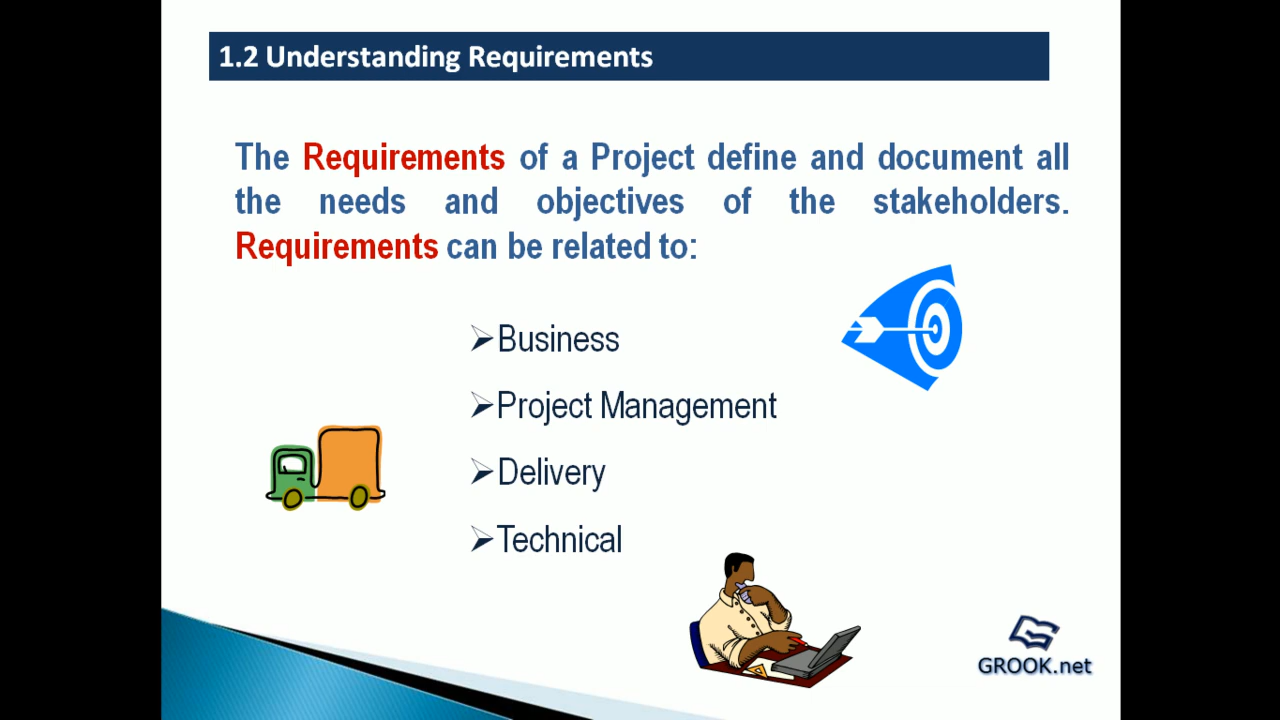 1.2 Understanding Requirements
The Requirements of a Project define and document all
the needs and objectives of the stakeholders.
Requirements can be related to:
Business
Project Management
Delivery
Technical
GROOK.net